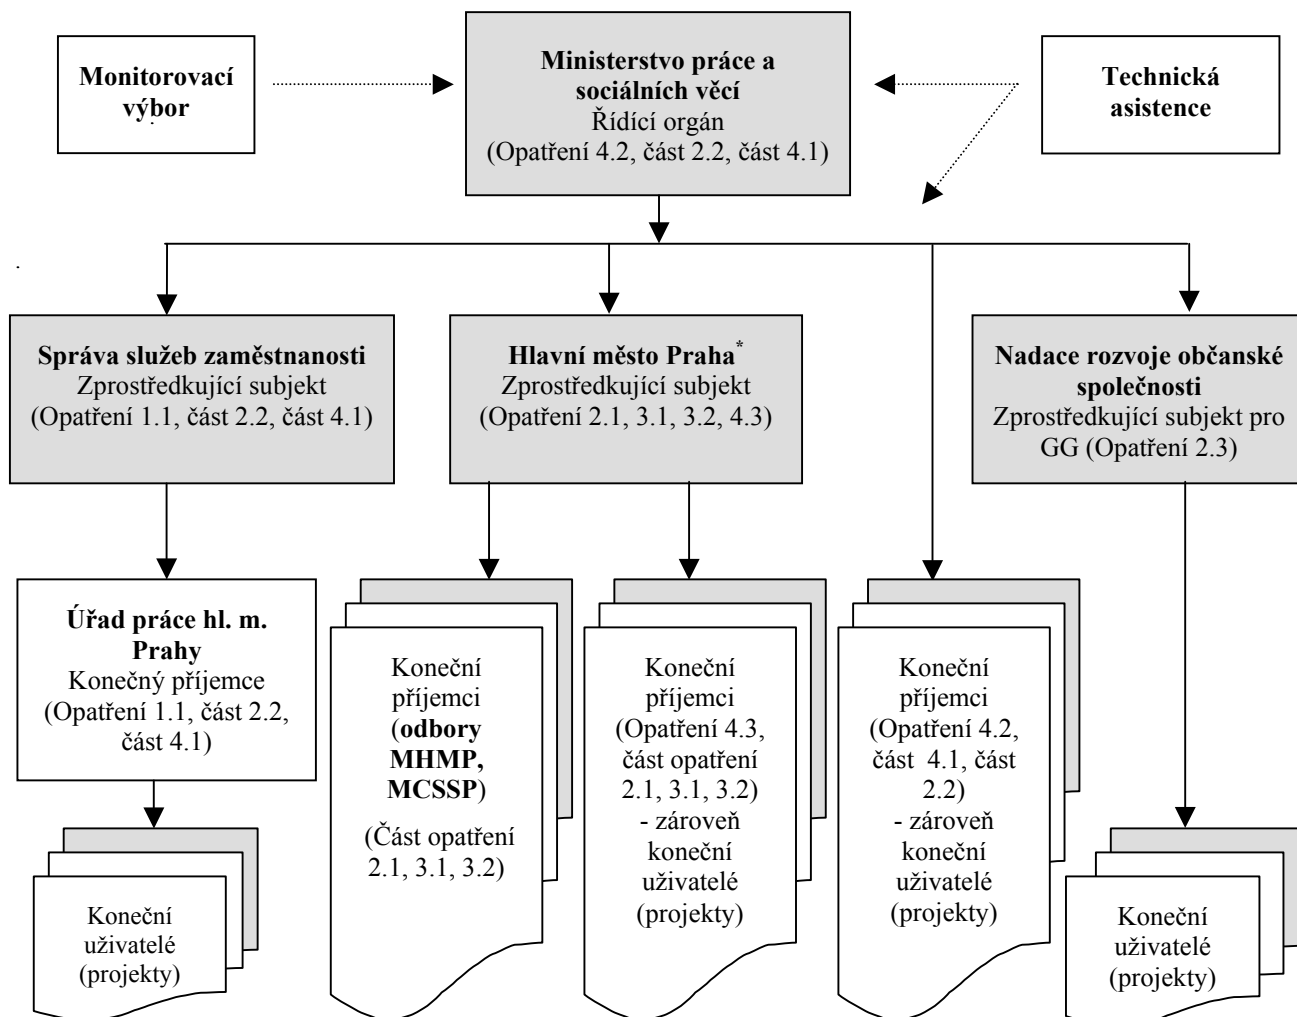 Monitorovací
výbor
Ministerstvo práce a
sociálních věcí
Řídící orgán
(Opatření 4.2, část 2.2, část 4.1)
Technická
asistence
Správa služeb zaměstnanosti
Zprostředkující subjekt
(Opatření 1.1, část 2.2, část 4.1)
Hlavní město Praha*
Zprostředkující subjekt
(Opatření 2.1, 3.1, 3.2, 4.3)
Nadace rozvoje občanské
společnosti
Zprostředkující subjekt pro
GG (Opatření 2.3)
Úřad práce hl. m.
Prahy
Konečný příjemce
(Opatření 1.1, část 2.2,
část 4.1)
Koneční
příjemci
(odbory
MHMP,
MCSSP)
(Část opatření
2.1, 3.1, 3.2)
Koneční
příjemci
(Opatření 4.3,
část opatření
2.1, 3.1, 3.2)
- zároveň
koneční
uživatelé
(projekty)
Koneční
příjemci
(Opatření 4.2,
část 4.1, část
2.2)
- zároveň
koneční
uživatelé
(projekty)
Koneční
uživatelé
(projekty)
Koneční
uživatelé
(projekty)